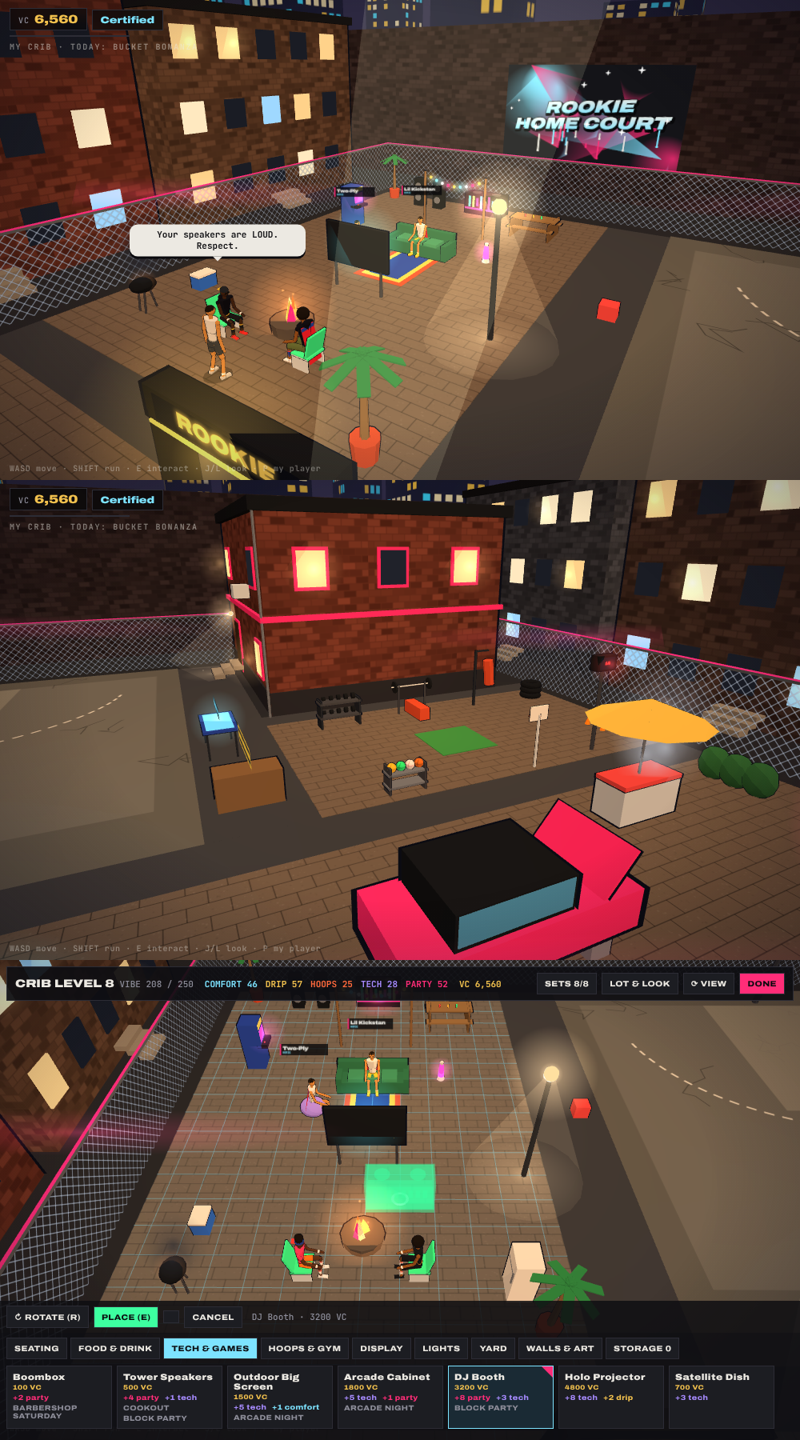 VC 6,560 Certified
MY CRIB · TODAY: BUCKET BONANZA
ROOKIE
HOME COURT
Two-Ply
Lil Kickstan
Your speakers are LOUD.
Respect.
ROOKIE
WASD move · SHIFT run · E interact · J/L look · F my player
VC 6,560 Certified
MY CRIB · TODAY: BUCKET BONANZA
WASD move · SHIFT run · E interact · J/L look · F my player
CRIB LEVEL 8 VIBE 208 / 250 COMFORT 46 DRIP 57 HOOPS 25 TECH 28 PARTY 52 VC 6,560 SETS 8/8 LOT & LOOK ⟳ VIEW DONE
Lil Kickstan
Two-Ply
↻ ROTATE (R) PLACE (E) CANCEL DJ Booth · 3200 VC
SEATING FOOD & DRINK TECH & GAMES HOOPS & GYM DISPLAY LIGHTS YARD WALLS & ART STORAGE 0
Boombox
100 VC
+2 party
BARBERSHOP
SATURDAY
Tower Speakers
500 VC
+4 party +1 tech
COOKOUT
BLOCK PARTY
Outdoor Big
Screen
1500 VC
+5 tech +1 comfort
ARCADE NIGHT
Arcade Cabinet
1800 VC
+5 tech +1 party
ARCADE NIGHT
DJ Booth
3200 VC
+8 party +3 tech
BLOCK PARTY
Holo Projector
4800 VC
+8 tech +2 drip
Satellite Dish
700 VC
+3 tech